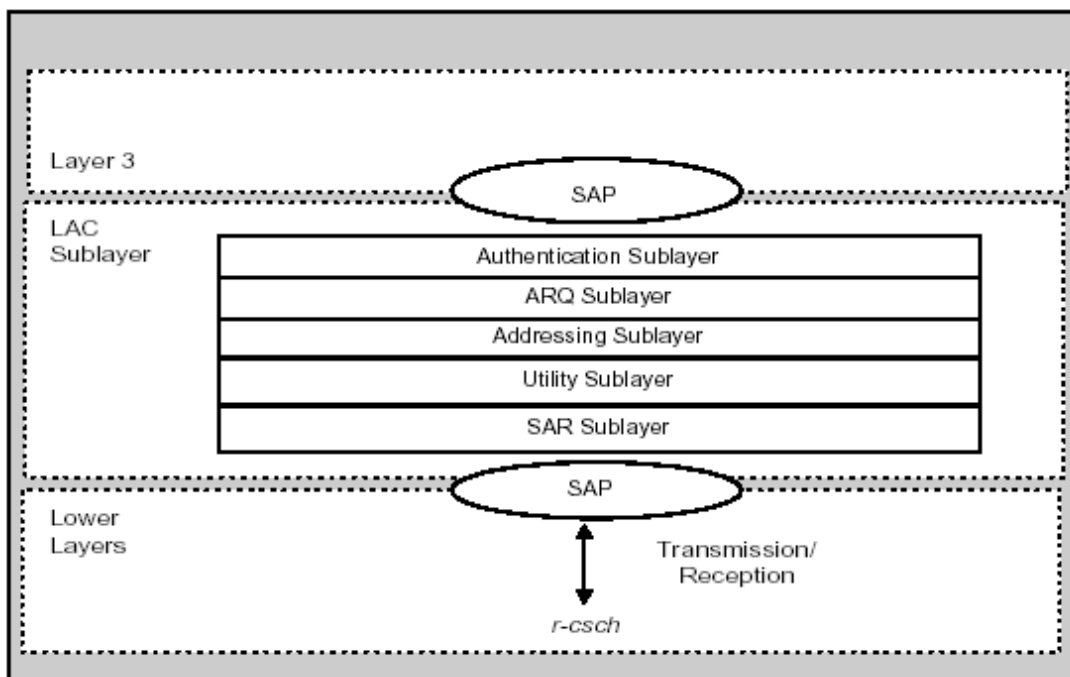 Layer 3
SAP
LAC
Sublayer
Authentication Sublayer
ARQ Sublayer
Addressing Sublayer
Utility Sublayer
SAR Sublayer
SAP
Lower
Layers
Transmission/
Reception
r-csch